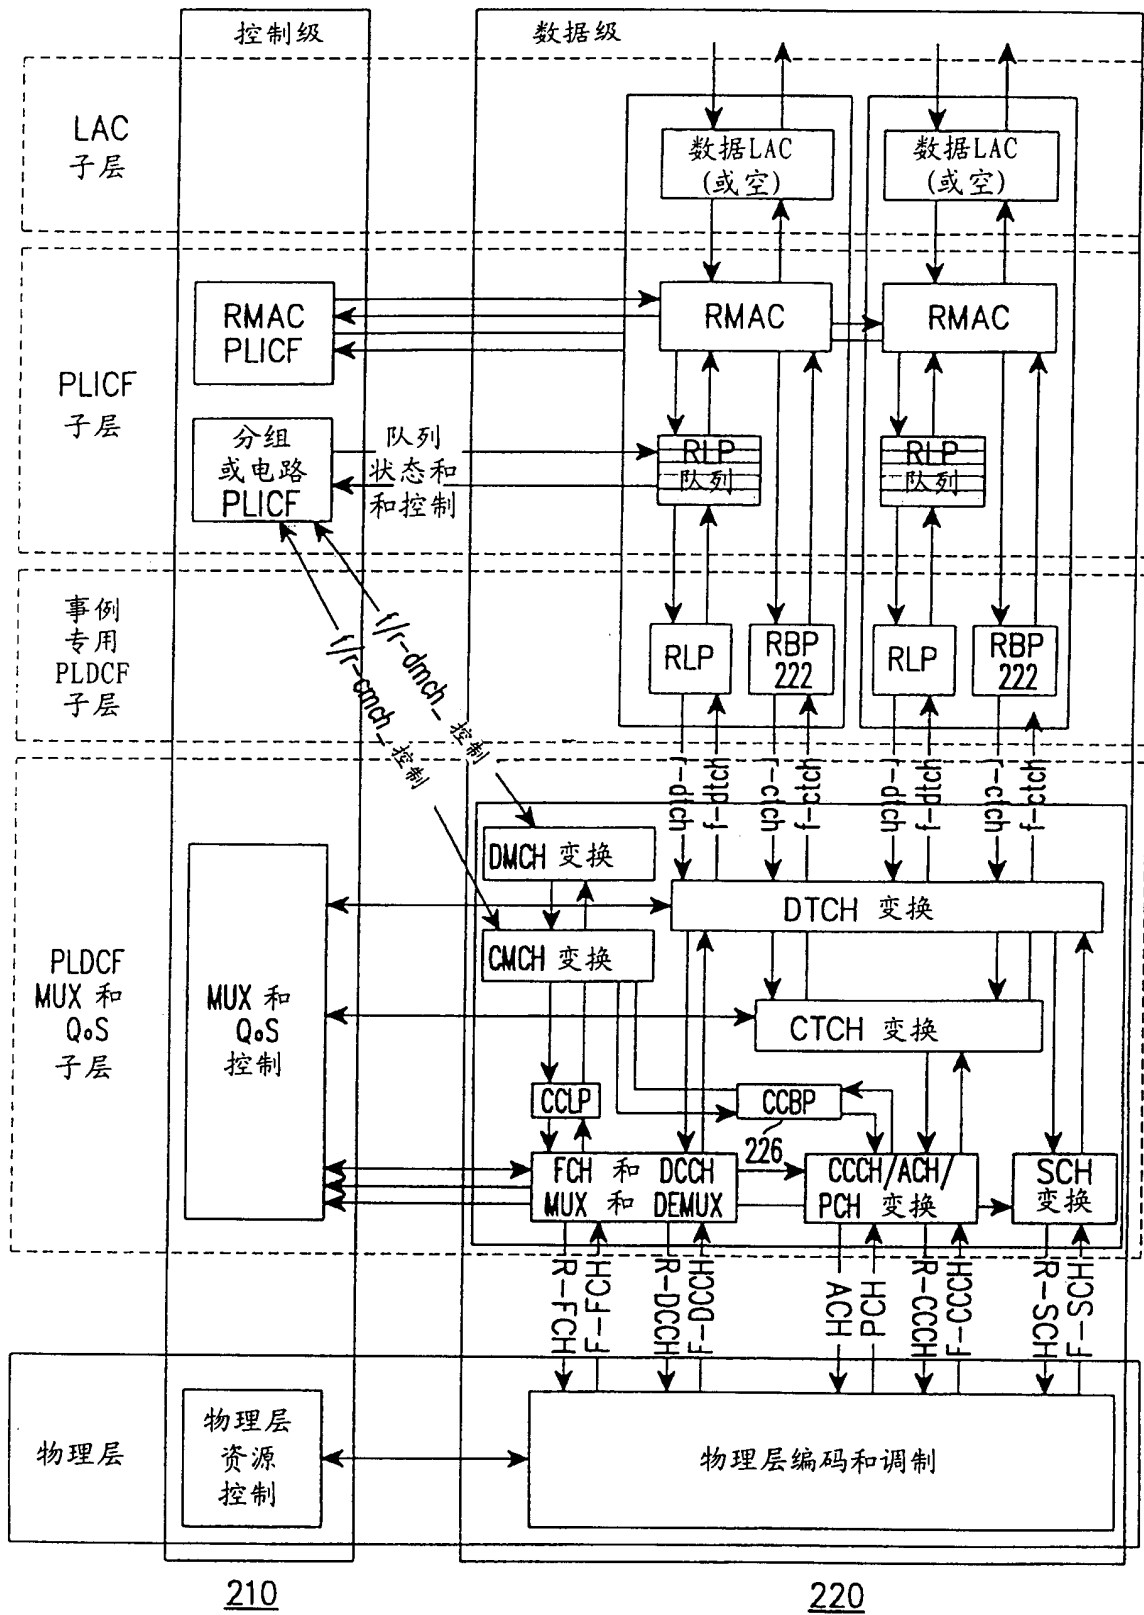 控制级
数据级
LAC
子层
数据LAC
(或空)
数据LAC
(或空)
PLICF
子层
RMAC
PLICF
RMAC
RMAC
分组
或电路
PLICF
队列
状态和
和控制
RLP
队列
RLP
队列
事例
专用
PLDCF
子层
f/r-dmch_控制
f/r-cmch_控制
RLP
RBP
222
RLP
RBP
222
r-dtch
f-dtch
r-ctch
f-ctch
r-dtch
f-dtch
r-ctch
f-ctch
PLDCF
MUX 和
QoS
子层
MUX 和
QoS
控制
DMCH 变换
CMCH 变换
DTCH 变换
CTCH 变换
CCLP
CCBP
226
FCH 和 DCCH
MUX 和 DEMUX
CCCH/ACH/
PCH 变换
SCH
变换
R-FCH
F-FCH
R-DCCH
F-DCCH
ACH
PCH
R-CCCH
F-CCCH
R-SCH
F-SCH
物理层
物理层
资源
控制
物理层编码和调制
210
220